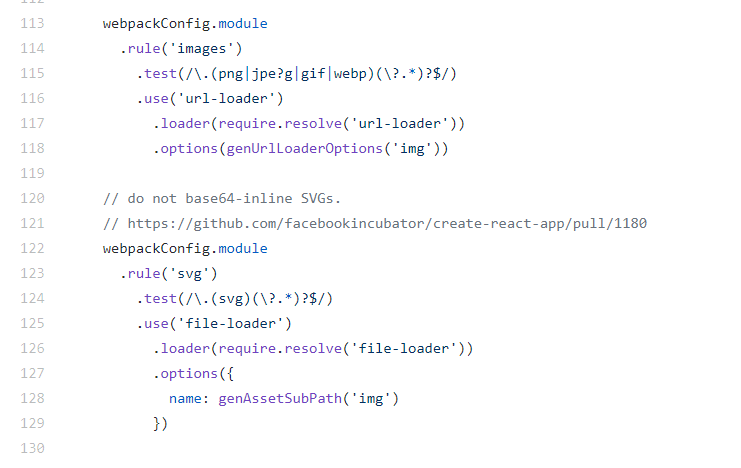 112
113 webpackConfig.module
114 .rule('images')
115 .test(/\.(png|jpe?g|gif|webp)(\?.*)?$/)
116 .use('url-loader')
117 .loader(require.resolve('url-loader'))
118 .options(genUrlLoaderOptions('img'))
119
120 // do not base64-inline SVGs.
121 // https://github.com/facebookincubator/create-react-app/pull/1180
122 webpackConfig.module
123 .rule('svg')
124 .test(/\.(svg)(\?.*)?$/)
125 .use('file-loader')
126 .loader(require.resolve('file-loader'))
127 .options({
128 name: genAssetSubPath('img')
129 })
130